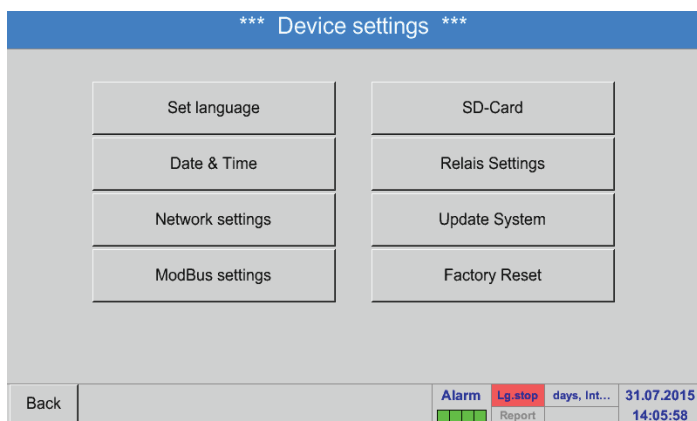 *** Device settings ***
Set language
SD-Card
Date & Time
Relais Settings
Network settings
Update System
ModBus settings
Factory Reset
Back
Alarm
Lg.stop
days, Int...
31.07.2015
Report
14:05:58